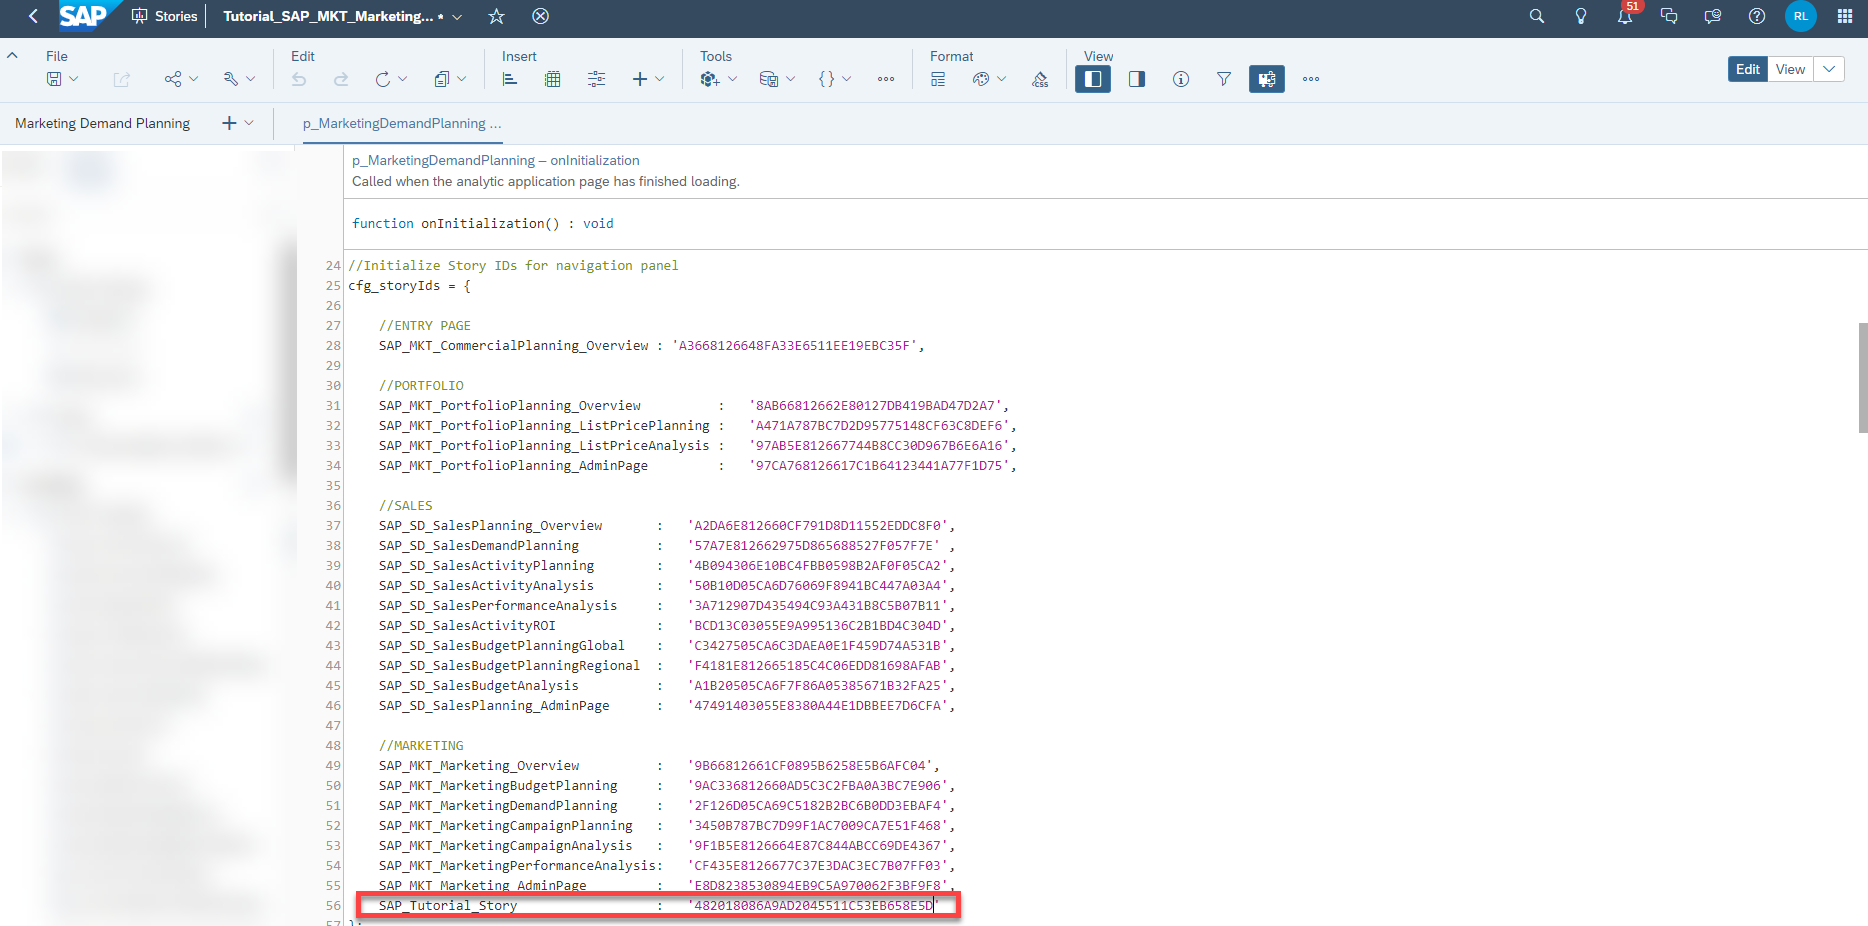 SAP Stories Tutorial_SAP_MKT_Marketing... * 51 RL
File Edit Insert Tools Format View
Edit View
Marketing Demand Planning p_MarketingDemandPlanning ...
p_MarketingDemandPlanning – onInitialization
Called when the analytic application page has finished loading.
function onInitialization() : void
24 //Initialize Story IDs for navigation panel
25 cfg_storyIds = {
26
27 //ENTRY PAGE
28 SAP_MKT_CommercialPlanning_Overview : 'A3668126648FA33E6511EE19EBC35F',
29
30 //PORTFOLIO
31 SAP_MKT_PortfolioPlanning_Overview : '8AB66812662E80127DB419BAD47D2A7',
32 SAP_MKT_PortfolioPlanning_ListPricePlanning : 'A471A787BC7D2D95775148CF63C8DEF6',
33 SAP_MKT_PortfolioPlanning_ListPriceAnalysis : '97AB5E812667744B8CC30D967B6E6A16',
34 SAP_MKT_PortfolioPlanning_AdminPage : '97CA768126617C1B64123441A77F1D75',
35
36 //SALES
37 SAP_SD_SalesPlanning_Overview : 'A2DA6E812660CF791D8D11552EDDC8F0',
38 SAP_SD_SalesDemandPlanning : '57A7E812662975D865688527F057F7E' ,
39 SAP_SD_SalesActivityPlanning : '4B094306E10BC4FBB0598B2AF0F05CA2',
40 SAP_SD_SalesActivityAnalysis : '50B10D05CA6D76069F8941BC447A03A4',
41 SAP_SD_SalesPerformanceAnalysis : '3A712907D435494C93A431B8C5B07B11',
42 SAP_SD_SalesActivityROI : 'BCD13C03055E9A995136C2B1BD4C304D',
43 SAP_SD_SalesBudgetPlanningGlobal : 'C3427505CA6C3DAEA0E1F459D74A531B',
44 SAP_SD_SalesBudgetPlanningRegional : 'F4181E812665185C4C06EDD81698AFAB',
45 SAP_SD_SalesBudgetAnalysis : 'A1B20505CA6F7F86A05385671B32FA25',
46 SAP_SD_SalesPlanning_AdminPage : '47491403055E8380A44E1DBBEE7D6CFA',
47
48 //MARKETING
49 SAP_MKT_Marketing_Overview : '9B66812661CF0895B6258E5B6AFC04',
50 SAP_MKT_MarketingBudgetPlanning : '9AC336812660AD5C3C2FBA0A3BC7E906',
51 SAP_MKT_MarketingDemandPlanning : '2F126D05CA69C5182B2BC6B0DD3EBAF4',
52 SAP_MKT_MarketingCampaignPlanning : '3450B787BC7D99F1AC7009CA7E51F468',
53 SAP_MKT_MarketingCampaignAnalysis : '9F1B5E8126664E87C844ABCC69DE4367',
54 SAP_MKT_MarketingPerformanceAnalysis: 'CF435E8126677C37E3DAC3EC7B07FF03',
55 SAP_MKT_Marketing_AdminPage : 'E8D8238530894EB9C5A970062F3BF9F8',
56 SAP_Tutorial_Story : '482018086A9AD2045511C53EB658E5D'
57 };